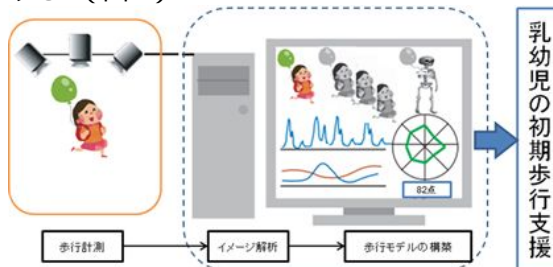 82点
歩行計測
イメージ解析
歩行モデルの構築
乳幼児の初期歩行支援